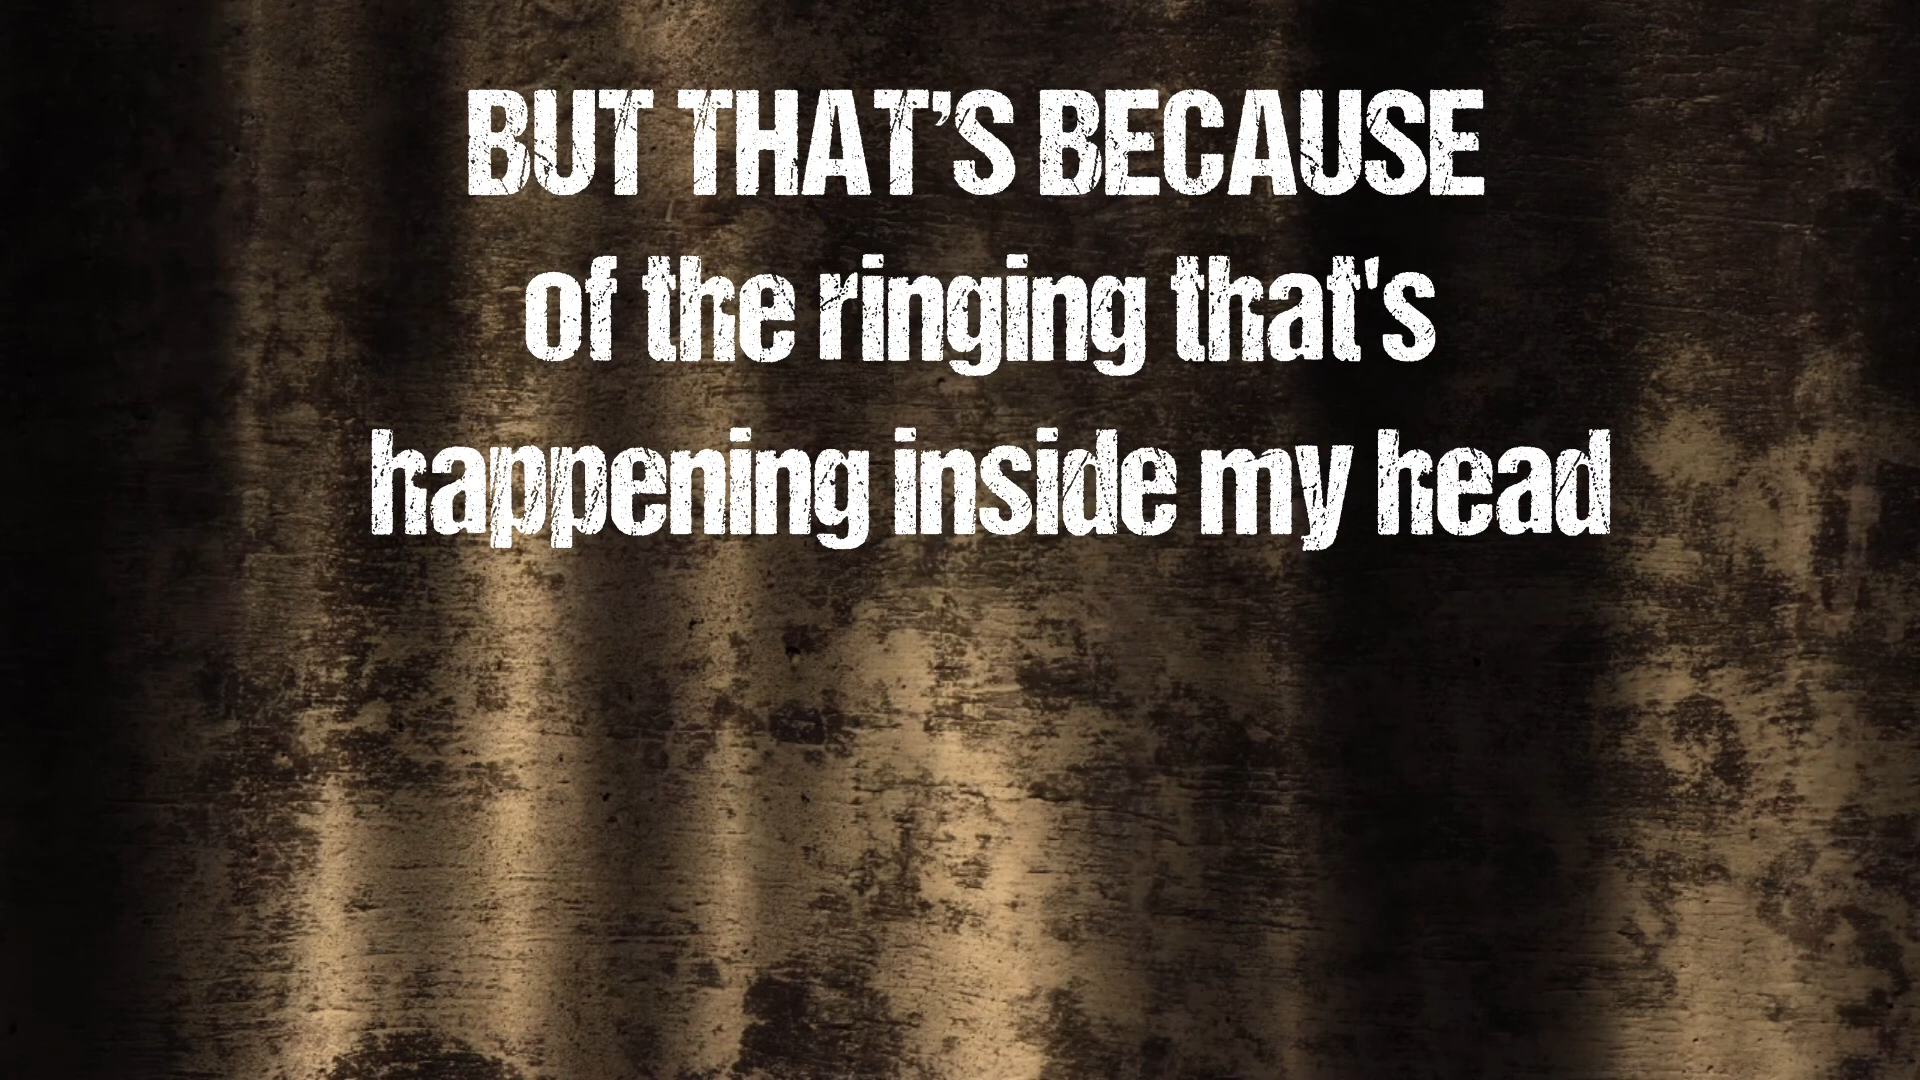 BUT THAT’S BECAUSE
of the ringing that's
happening inside my head